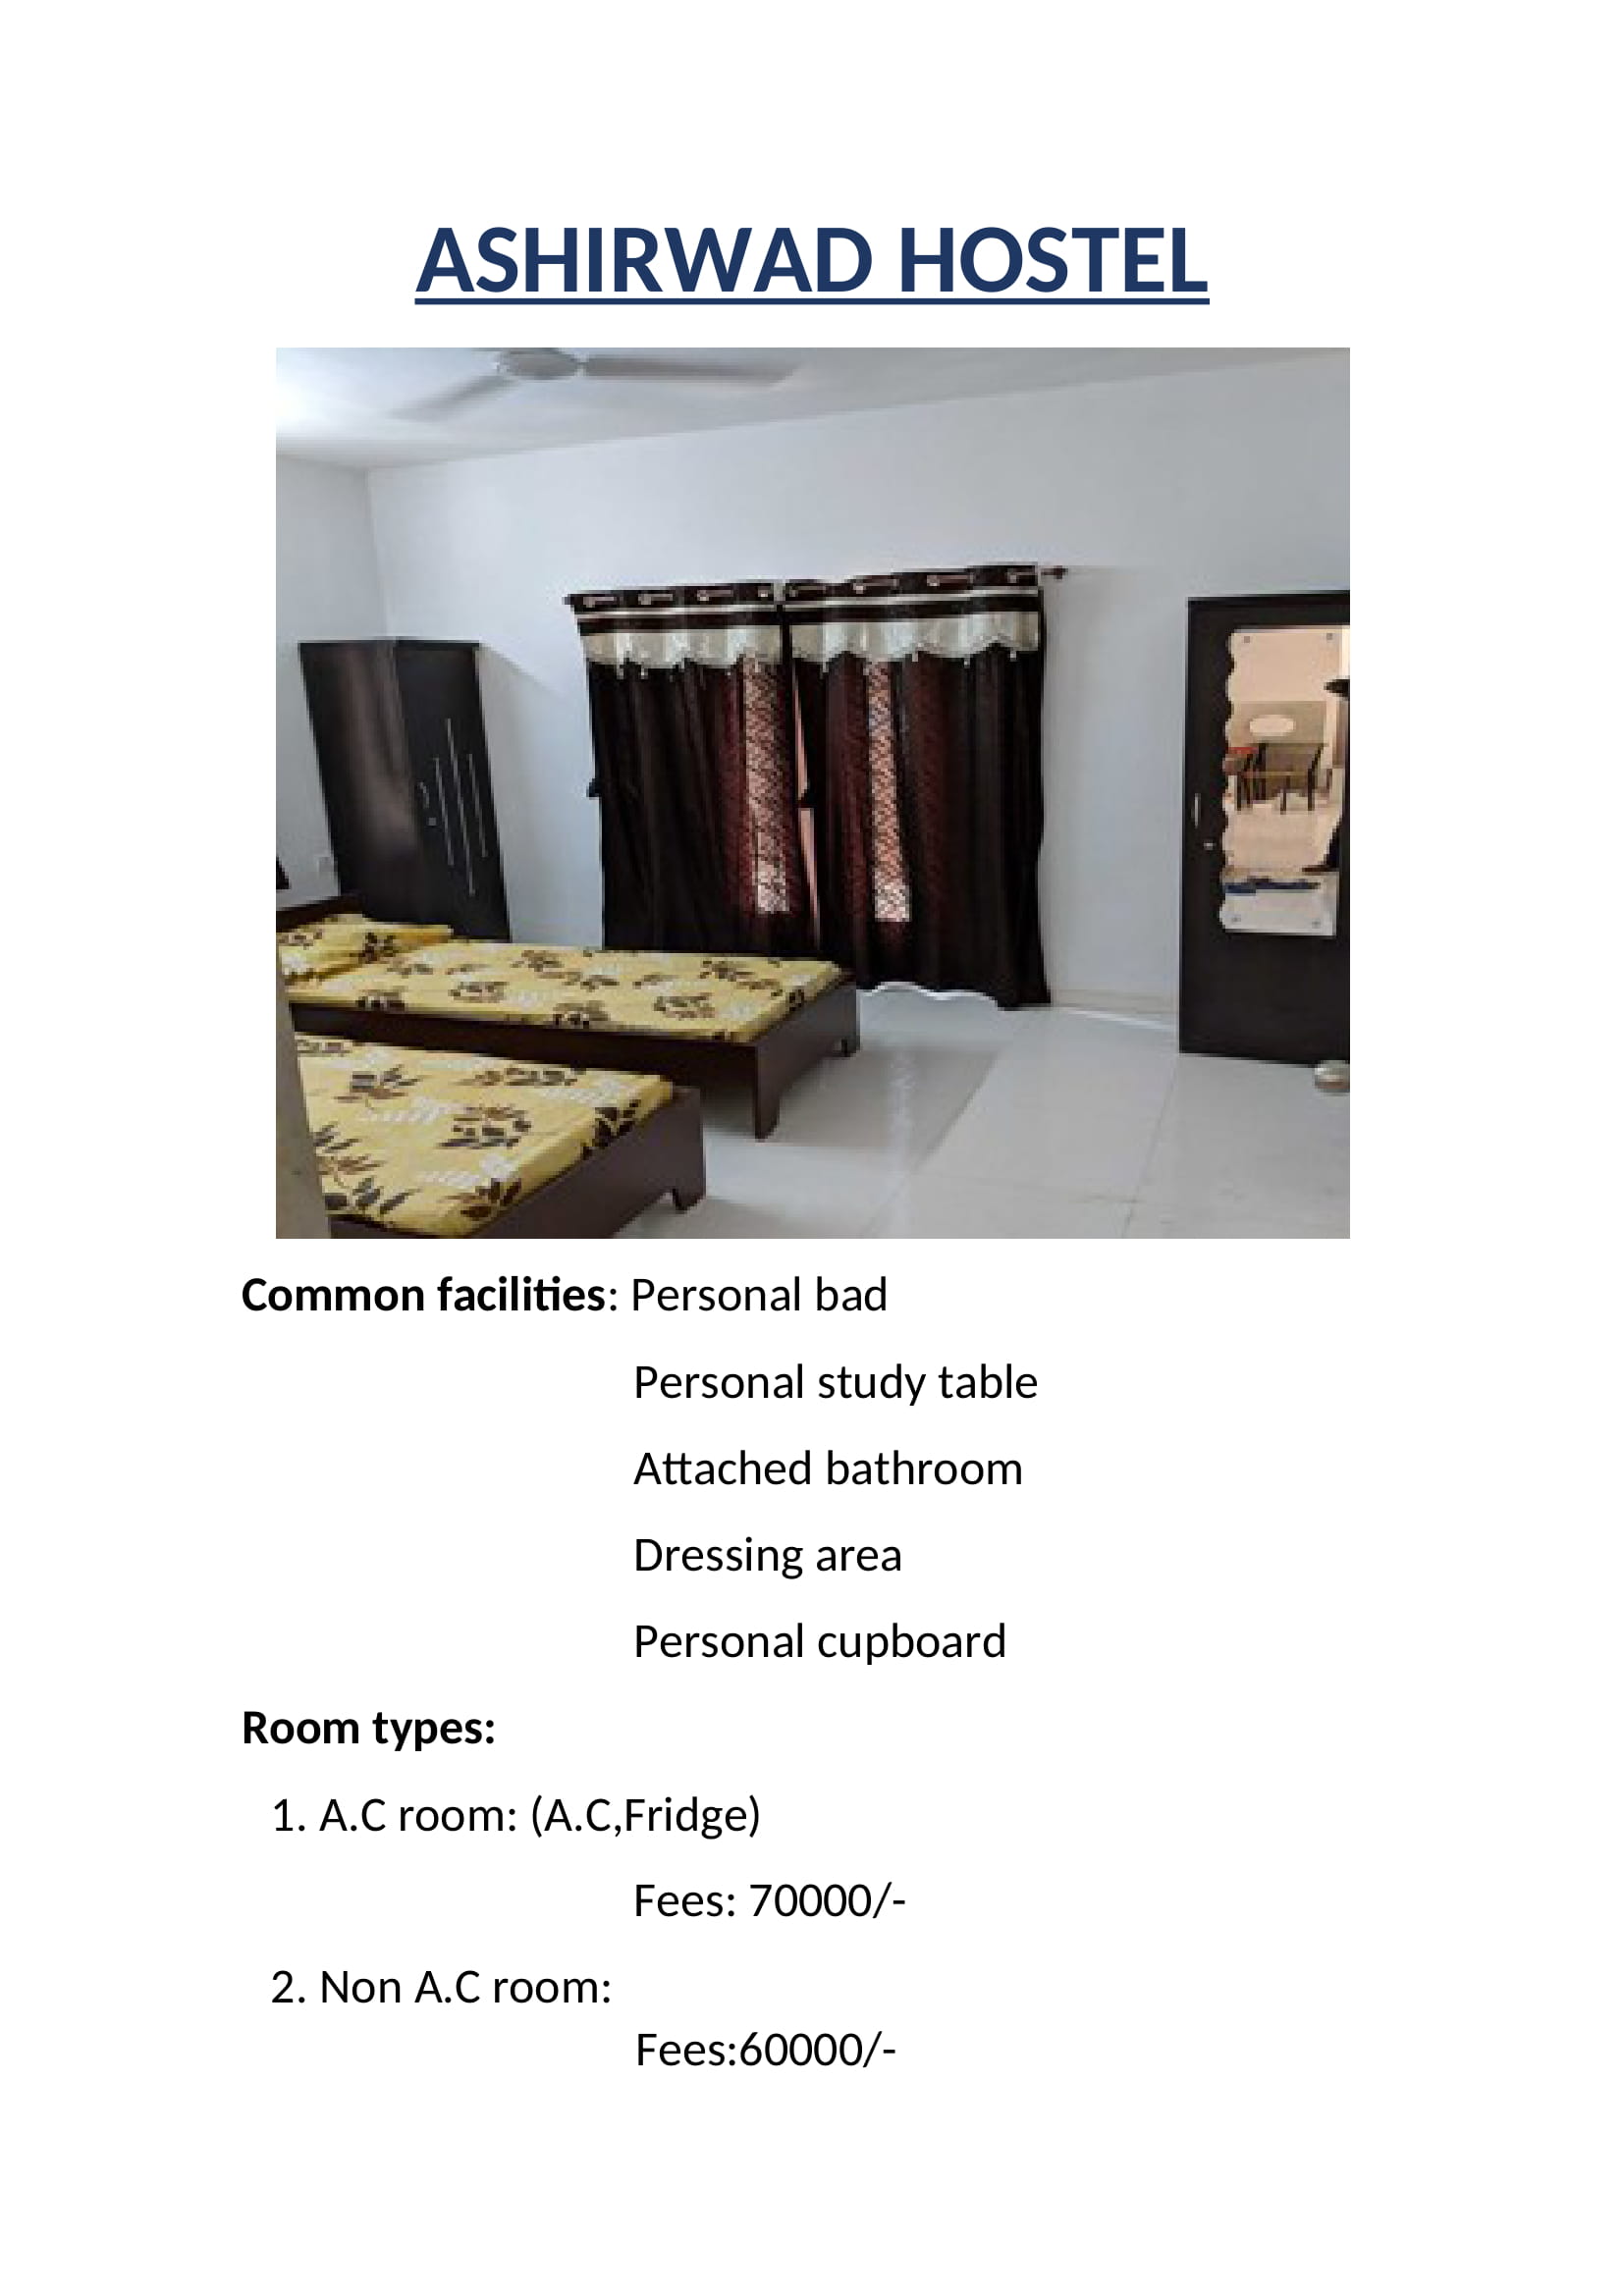 ASHIRWAD HOSTEL
Common facilities: Personal bad
Personal study table
Attached bathroom
Dressing area
Personal cupboard
Room types:
1. A.C room: (A.C,Fridge)
Fees: 70000/-
2. Non A.C room:
Fees:60000/-